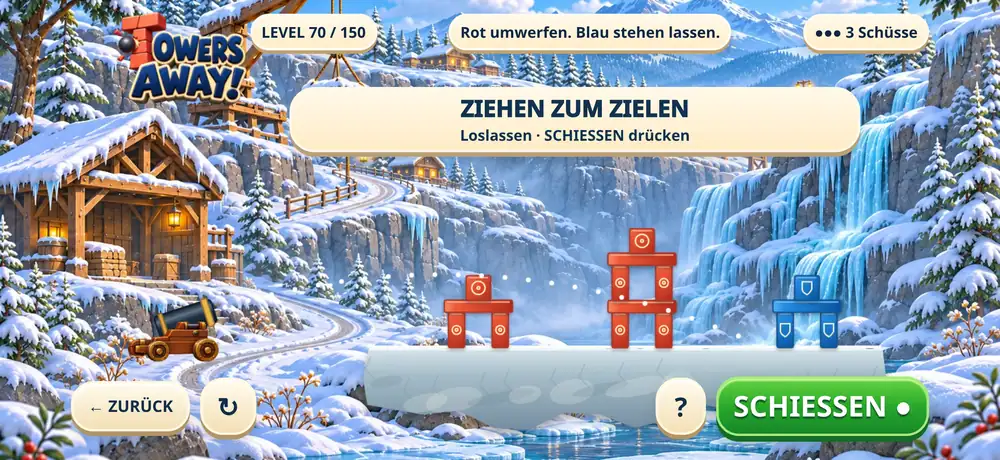 TOWERS
AWAY!
LEVEL 70 / 150
Rot umwerfen. Blau stehen lassen.
●●● 3 Schüsse
ZIEHEN ZUM ZIELEN
Loslassen · SCHIESSEN drücken
← ZURÜCK
↻
?
SCHIESSEN ●